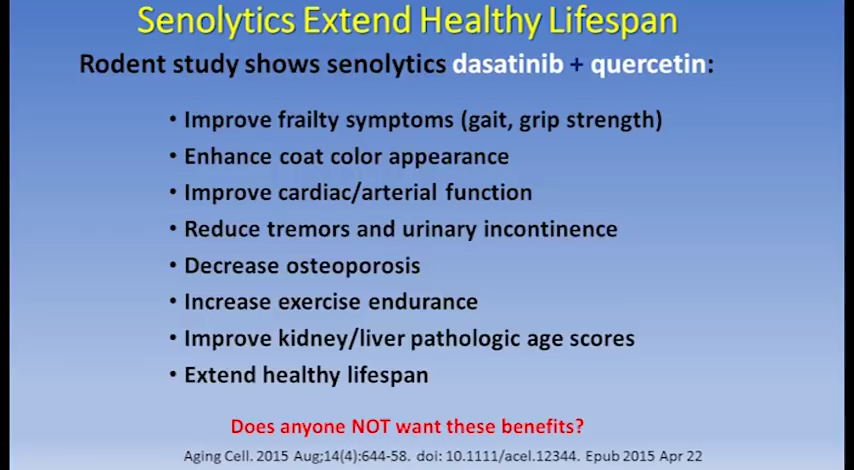 Senolytics Extend Healthy Lifespan
Rodent study shows senolytics dasatinib + quercetin:
• Improve frailty symptoms (gait, grip strength)
• Enhance coat color appearance
• Improve cardiac/arterial function
• Reduce tremors and urinary incontinence
• Decrease osteoporosis
• Increase exercise endurance
• Improve kidney/liver pathologic age scores
• Extend healthy lifespan
Does anyone NOT want these benefits?
Aging Cell. 2015 Aug;14(4):644-58. doi: 10.1111/acel.12344. Epub 2015 Apr 22